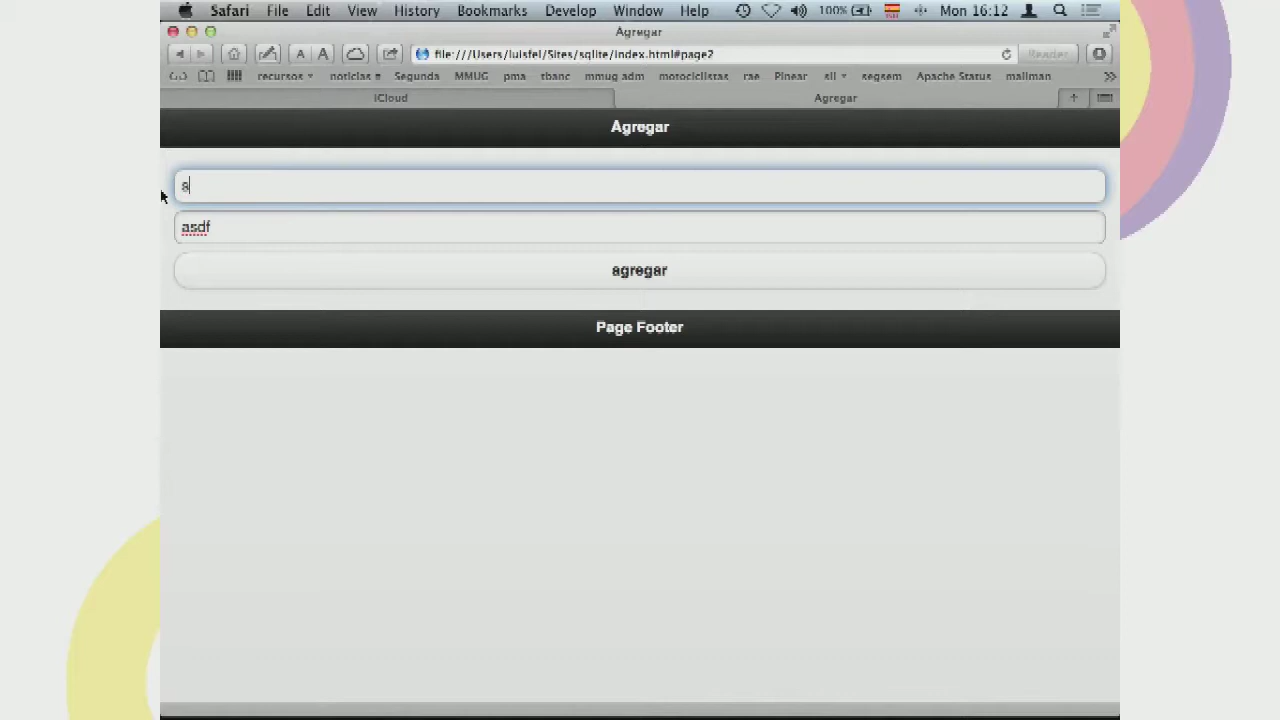 Safari File Edit View History Bookmarks Develop Window Help 100% Mon 16:12
Agregar
A A file:///Users/luisfel/Sites/sqlite/index.html#page2 Reader
recursos noticias Segunda MMUG pma tbanc mmug adm motociclistas rae Pinear sli segsem Apache Status mailman
iCloud Agregar +
Agregar
s
asdf
agregar
Page Footer